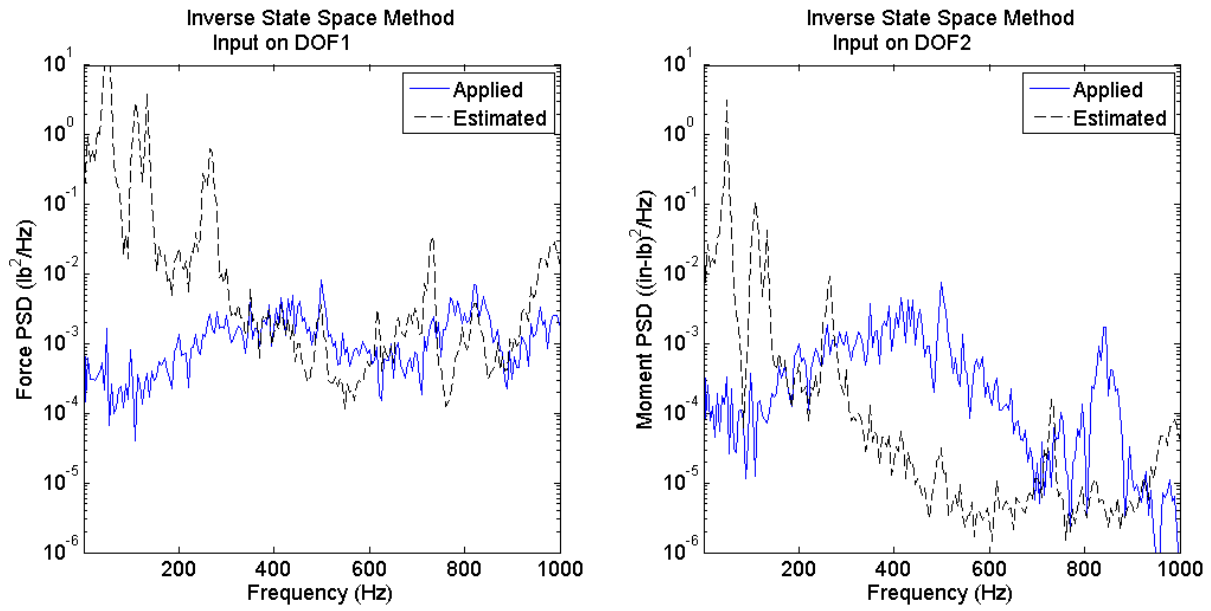 Inverse State Space Method
Input on DOF1
10^1
10^0
10^-1
10^-2
10^-3
10^-4
10^-5
10^-6
Force PSD (lb^2/Hz)
Applied
Estimated
200
400
600
800
1000
Frequency (Hz)
Inverse State Space Method
Input on DOF2
10^1
10^0
10^-1
10^-2
10^-3
10^-4
10^-5
10^-6
Moment PSD ((in-lb)^2/Hz)
Applied
Estimated
200
400
600
800
1000
Frequency (Hz)